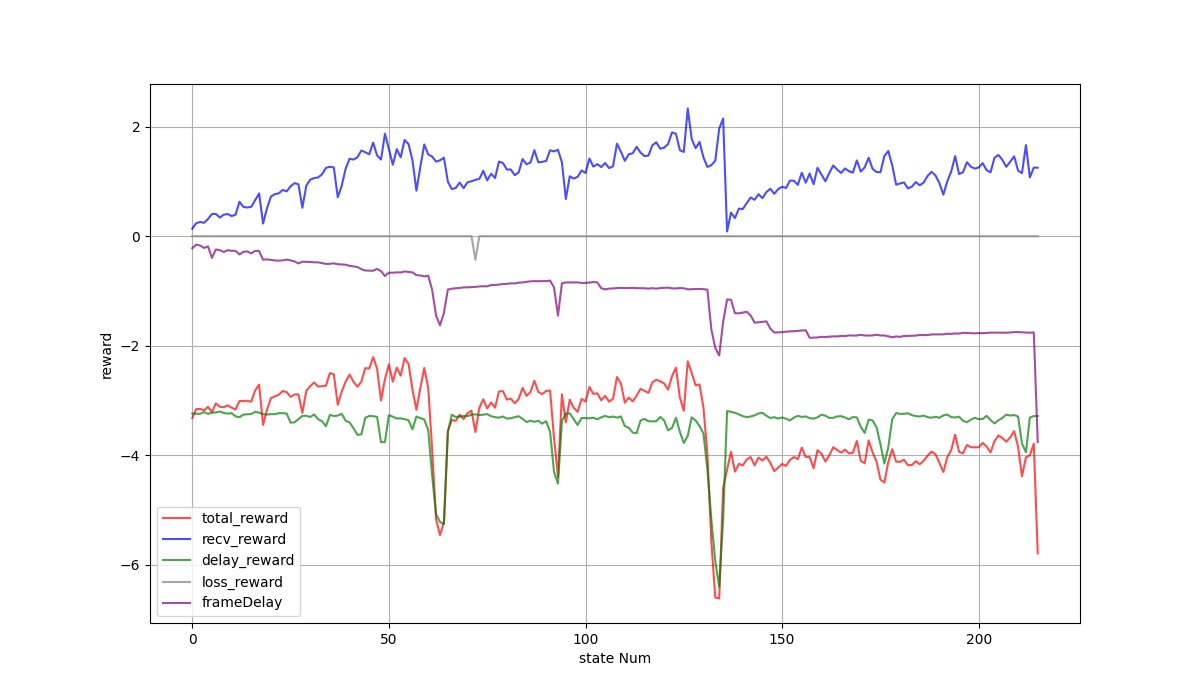 2
0
−2
−4
−6
reward
total_reward
recv_reward
delay_reward
loss_reward
frameDelay
0
50
100
150
200
state Num